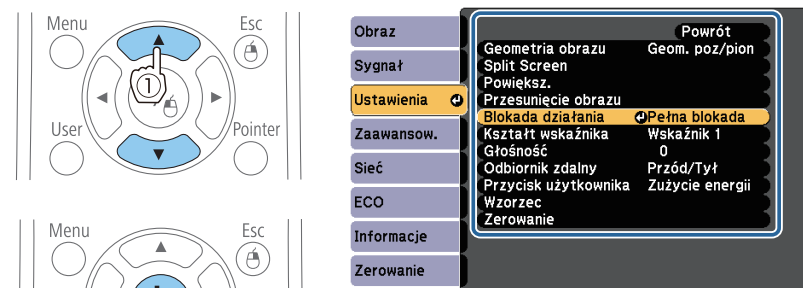 Menu
Esc
1
User
Pointer
Menu
Esc
Obraz
Sygnał
Ustawienia
Zaawansow.
Sieć
ECO
Informacje
Zerowanie
Powrót
Geometria obrazu Geom. poz/pion
Split Screen
Powiększ.
Przesunięcie obrazu
Blokada działania Pełna blokada
Kształt wskaźnika Wskaźnik 1
Głośność 0
Odbiornik zdalny Przód/Tył
Przycisk użytkownika Zużycie energii
Wzorzec
Zerowanie